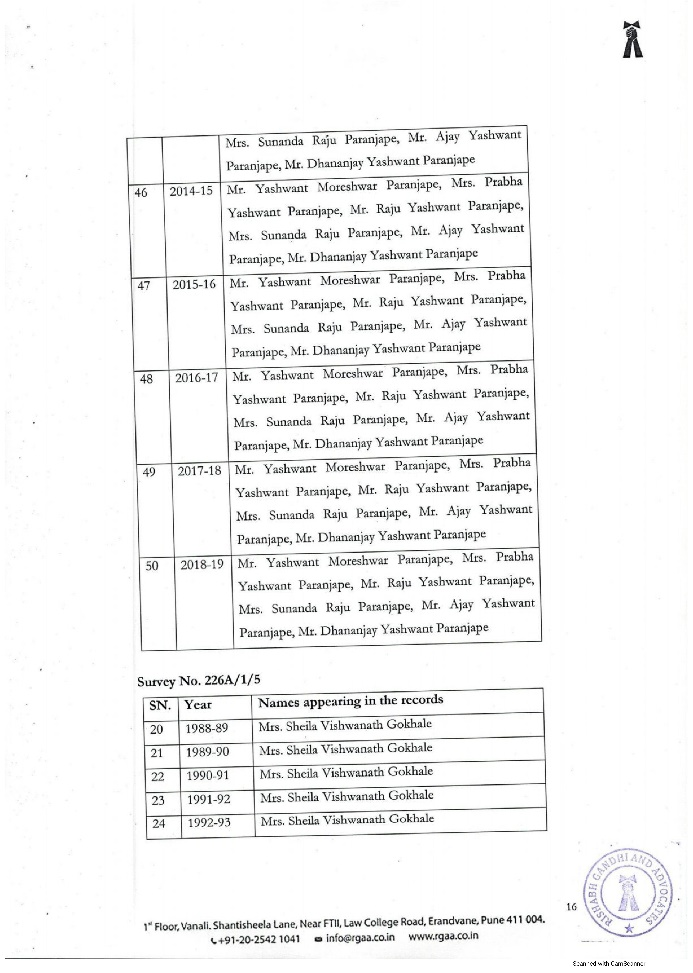 Mrs. Sunanda Raju Paranjape, Mr. Ajay Yashwant
Paranjape, Mr. Dhananjay Yashwant Paranjape
46 2014-15 Mr. Yashwant Moreshwar Paranjape, Mrs. Prabha
Yashwant Paranjape, Mr. Raju Yashwant Paranjape,
Mrs. Sunanda Raju Paranjape, Mr. Ajay Yashwant
Paranjape, Mr. Dhananjay Yashwant Paranjape
47 2015-16 Mr. Yashwant Moreshwar Paranjape, Mrs. Prabha
Yashwant Paranjape, Mr. Raju Yashwant Paranjape,
Mrs. Sunanda Raju Paranjape, Mr. Ajay Yashwant
Paranjape, Mr. Dhananjay Yashwant Paranjape
48 2016-17 Mr. Yashwant Moreshwar Paranjape, Mrs. Prabha
Yashwant Paranjape, Mr. Raju Yashwant Paranjape,
Mrs. Sunanda Raju Paranjape, Mr. Ajay Yashwant
Paranjape, Mr. Dhananjay Yashwant Paranjape
49 2017-18 Mr. Yashwant Moreshwar Paranjape, Mrs. Prabha
Yashwant Paranjape, Mr. Raju Yashwant Paranjape,
Mrs. Sunanda Raju Paranjape, Mr. Ajay Yashwant
Paranjape, Mr. Dhananjay Yashwant Paranjape
50 2018-19 Mr. Yashwant Moreshwar Paranjape, Mrs. Prabha
Yashwant Paranjape, Mr. Raju Yashwant Paranjape,
Mrs. Sunanda Raju Paranjape, Mr. Ajay Yashwant
Paranjape, Mr. Dhananjay Yashwant Paranjape
Survey No. 226A/1/5
SN. Year Names appearing in the records
20 1988-89 Mrs. Sheila Vishwanath Gokhale
21 1989-90 Mrs. Sheila Vishwanath Gokhale
22 1990-91 Mrs. Sheila Vishwanath Gokhale
23 1991-92 Mrs. Sheila Vishwanath Gokhale
24 1992-93 Mrs. Sheila Vishwanath Gokhale
16
RISHABH GANDHI AND ADVOCATES
1st Floor, Vanali. Shantisheela Lane, Near FTII, Law College Road, Erandvane, Pune 411 004.
+91-20-2542 1041 info@rgaa.co.in www.rgaa.co.in
Scanned with CamScanner